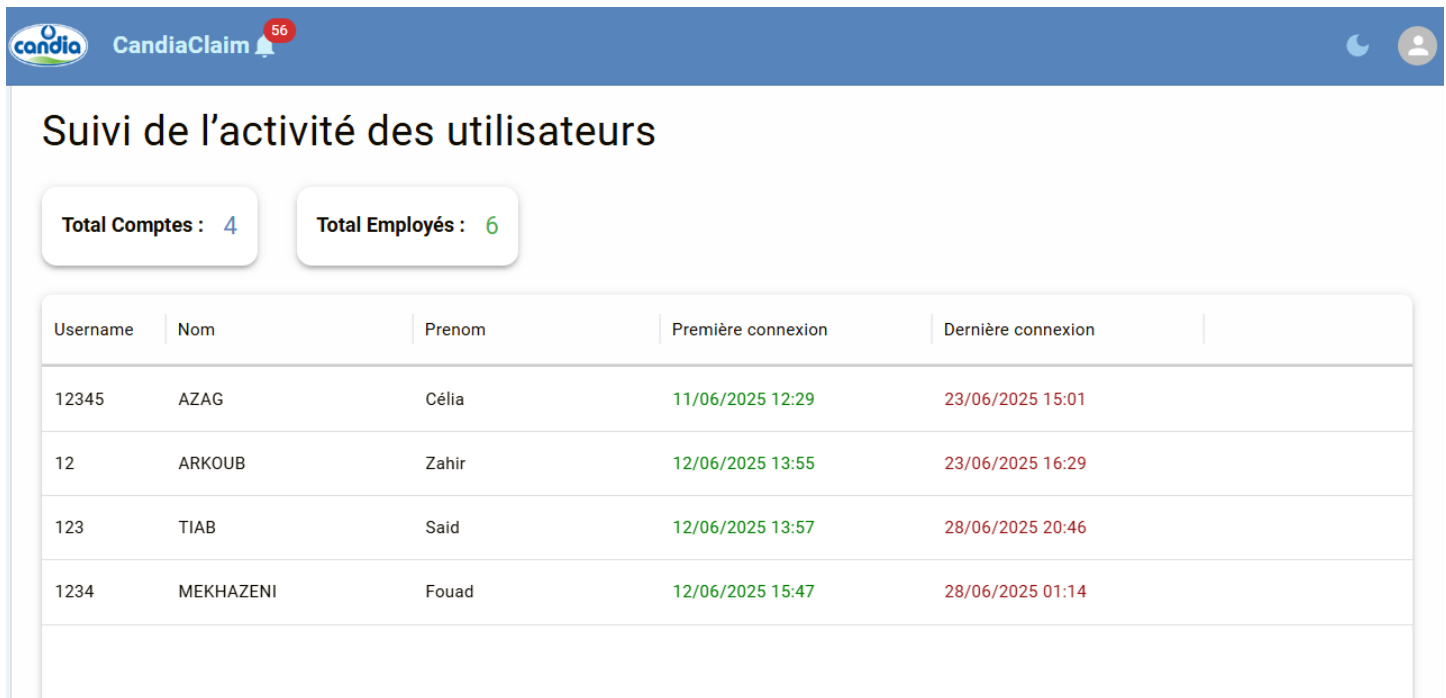 candia CandiaClaim 56
Suivi de l’activité des utilisateurs
Total Comptes : 4 Total Employés : 6
Username Nom Prenom Première connexion Dernière connexion
12345 AZAG Célia 11/06/2025 12:29 23/06/2025 15:01
12 ARKOUB Zahir 12/06/2025 13:55 23/06/2025 16:29
123 TIAB Said 12/06/2025 13:57 28/06/2025 20:46
1234 MEKHAZENI Fouad 12/06/2025 15:47 28/06/2025 01:14